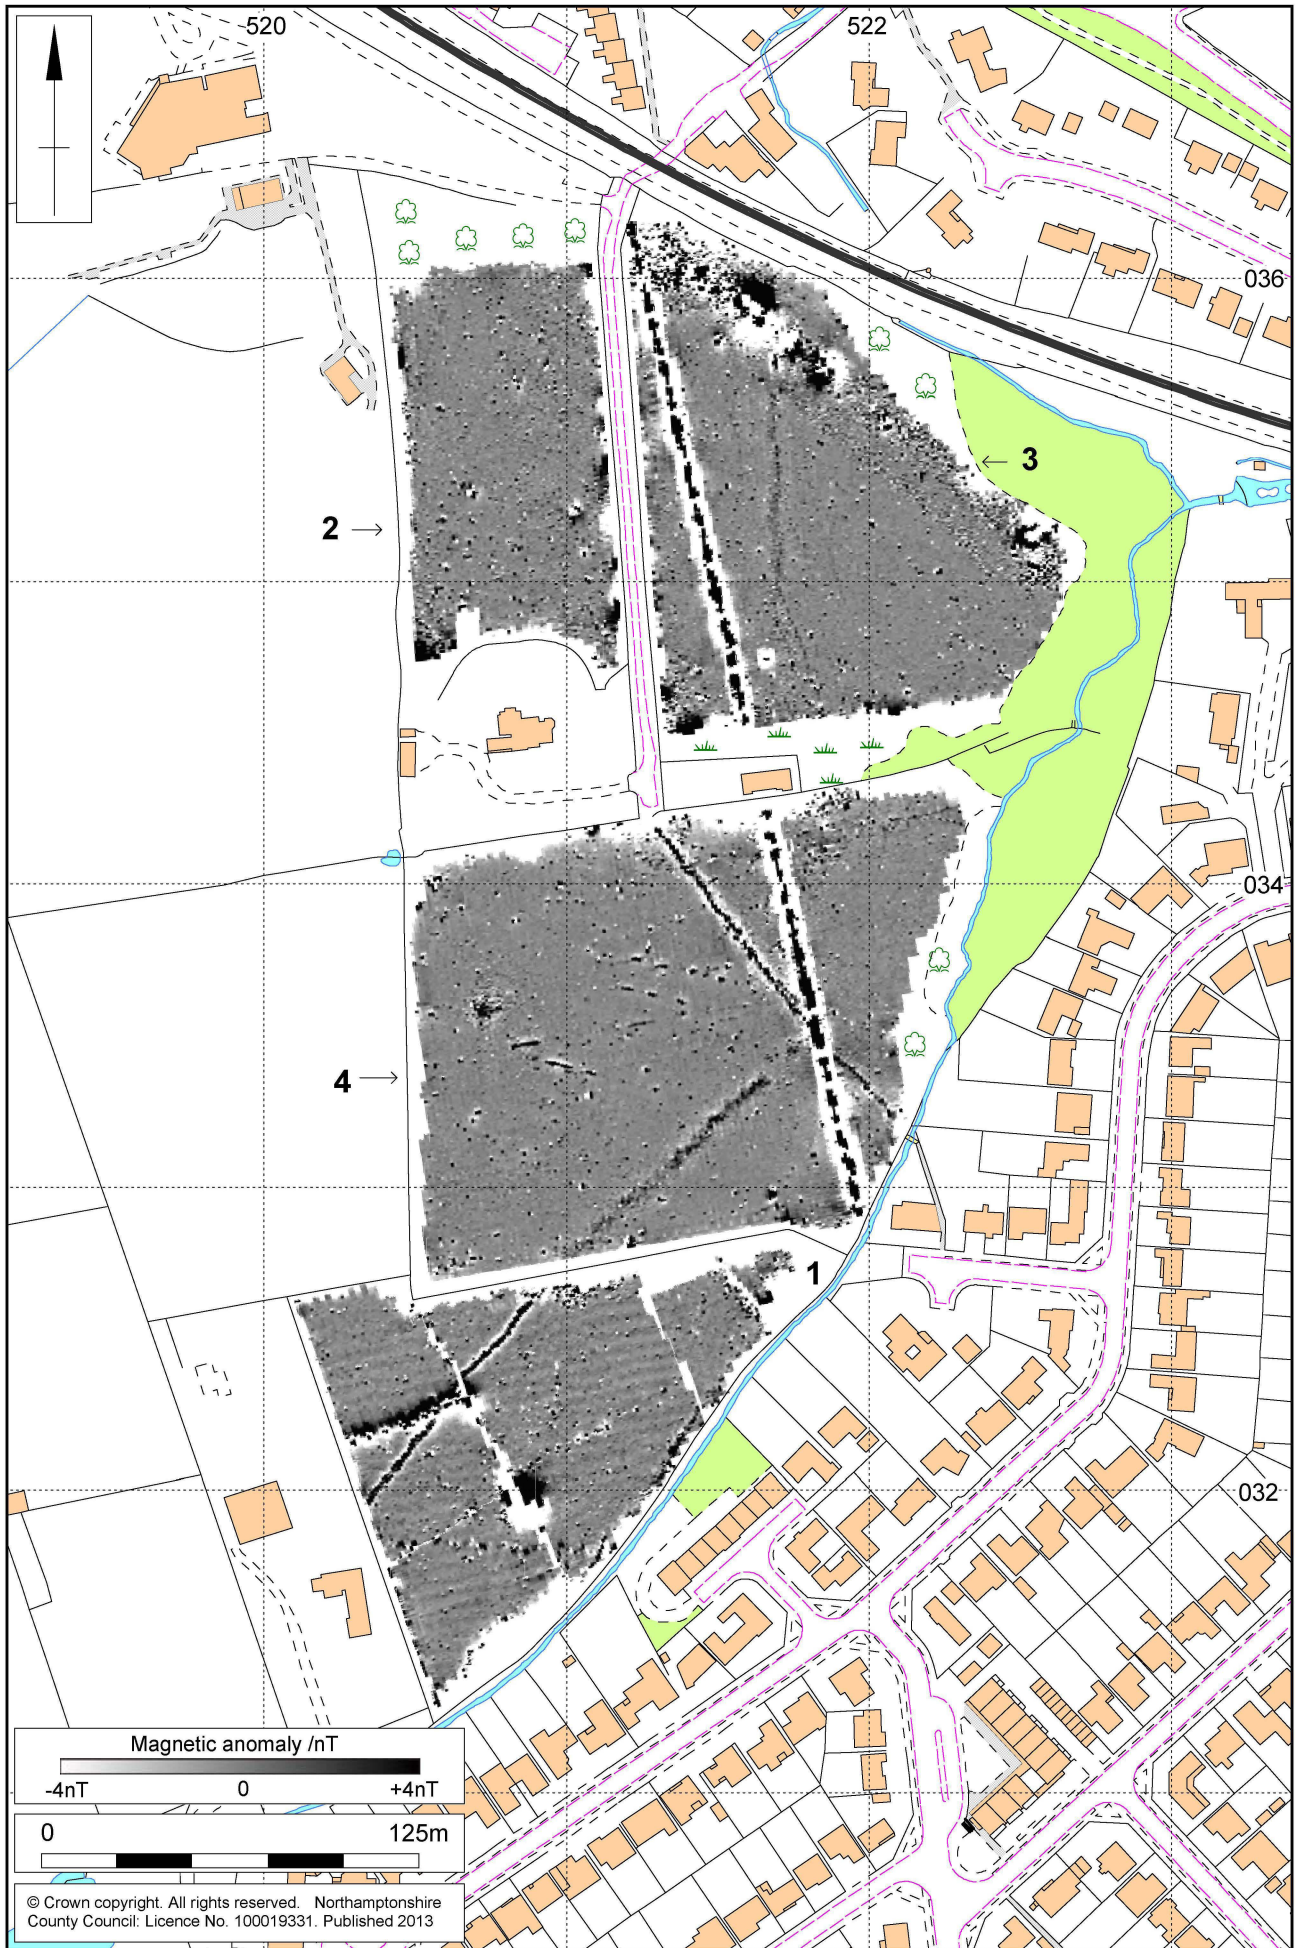 520
522
036
3
2
034
4
1
032
Magnetic anomaly /nT
-4nT 0 +4nT
0 125m
© Crown copyright. All rights reserved. Northamptonshire
County Council: Licence No. 100019331. Published 2013